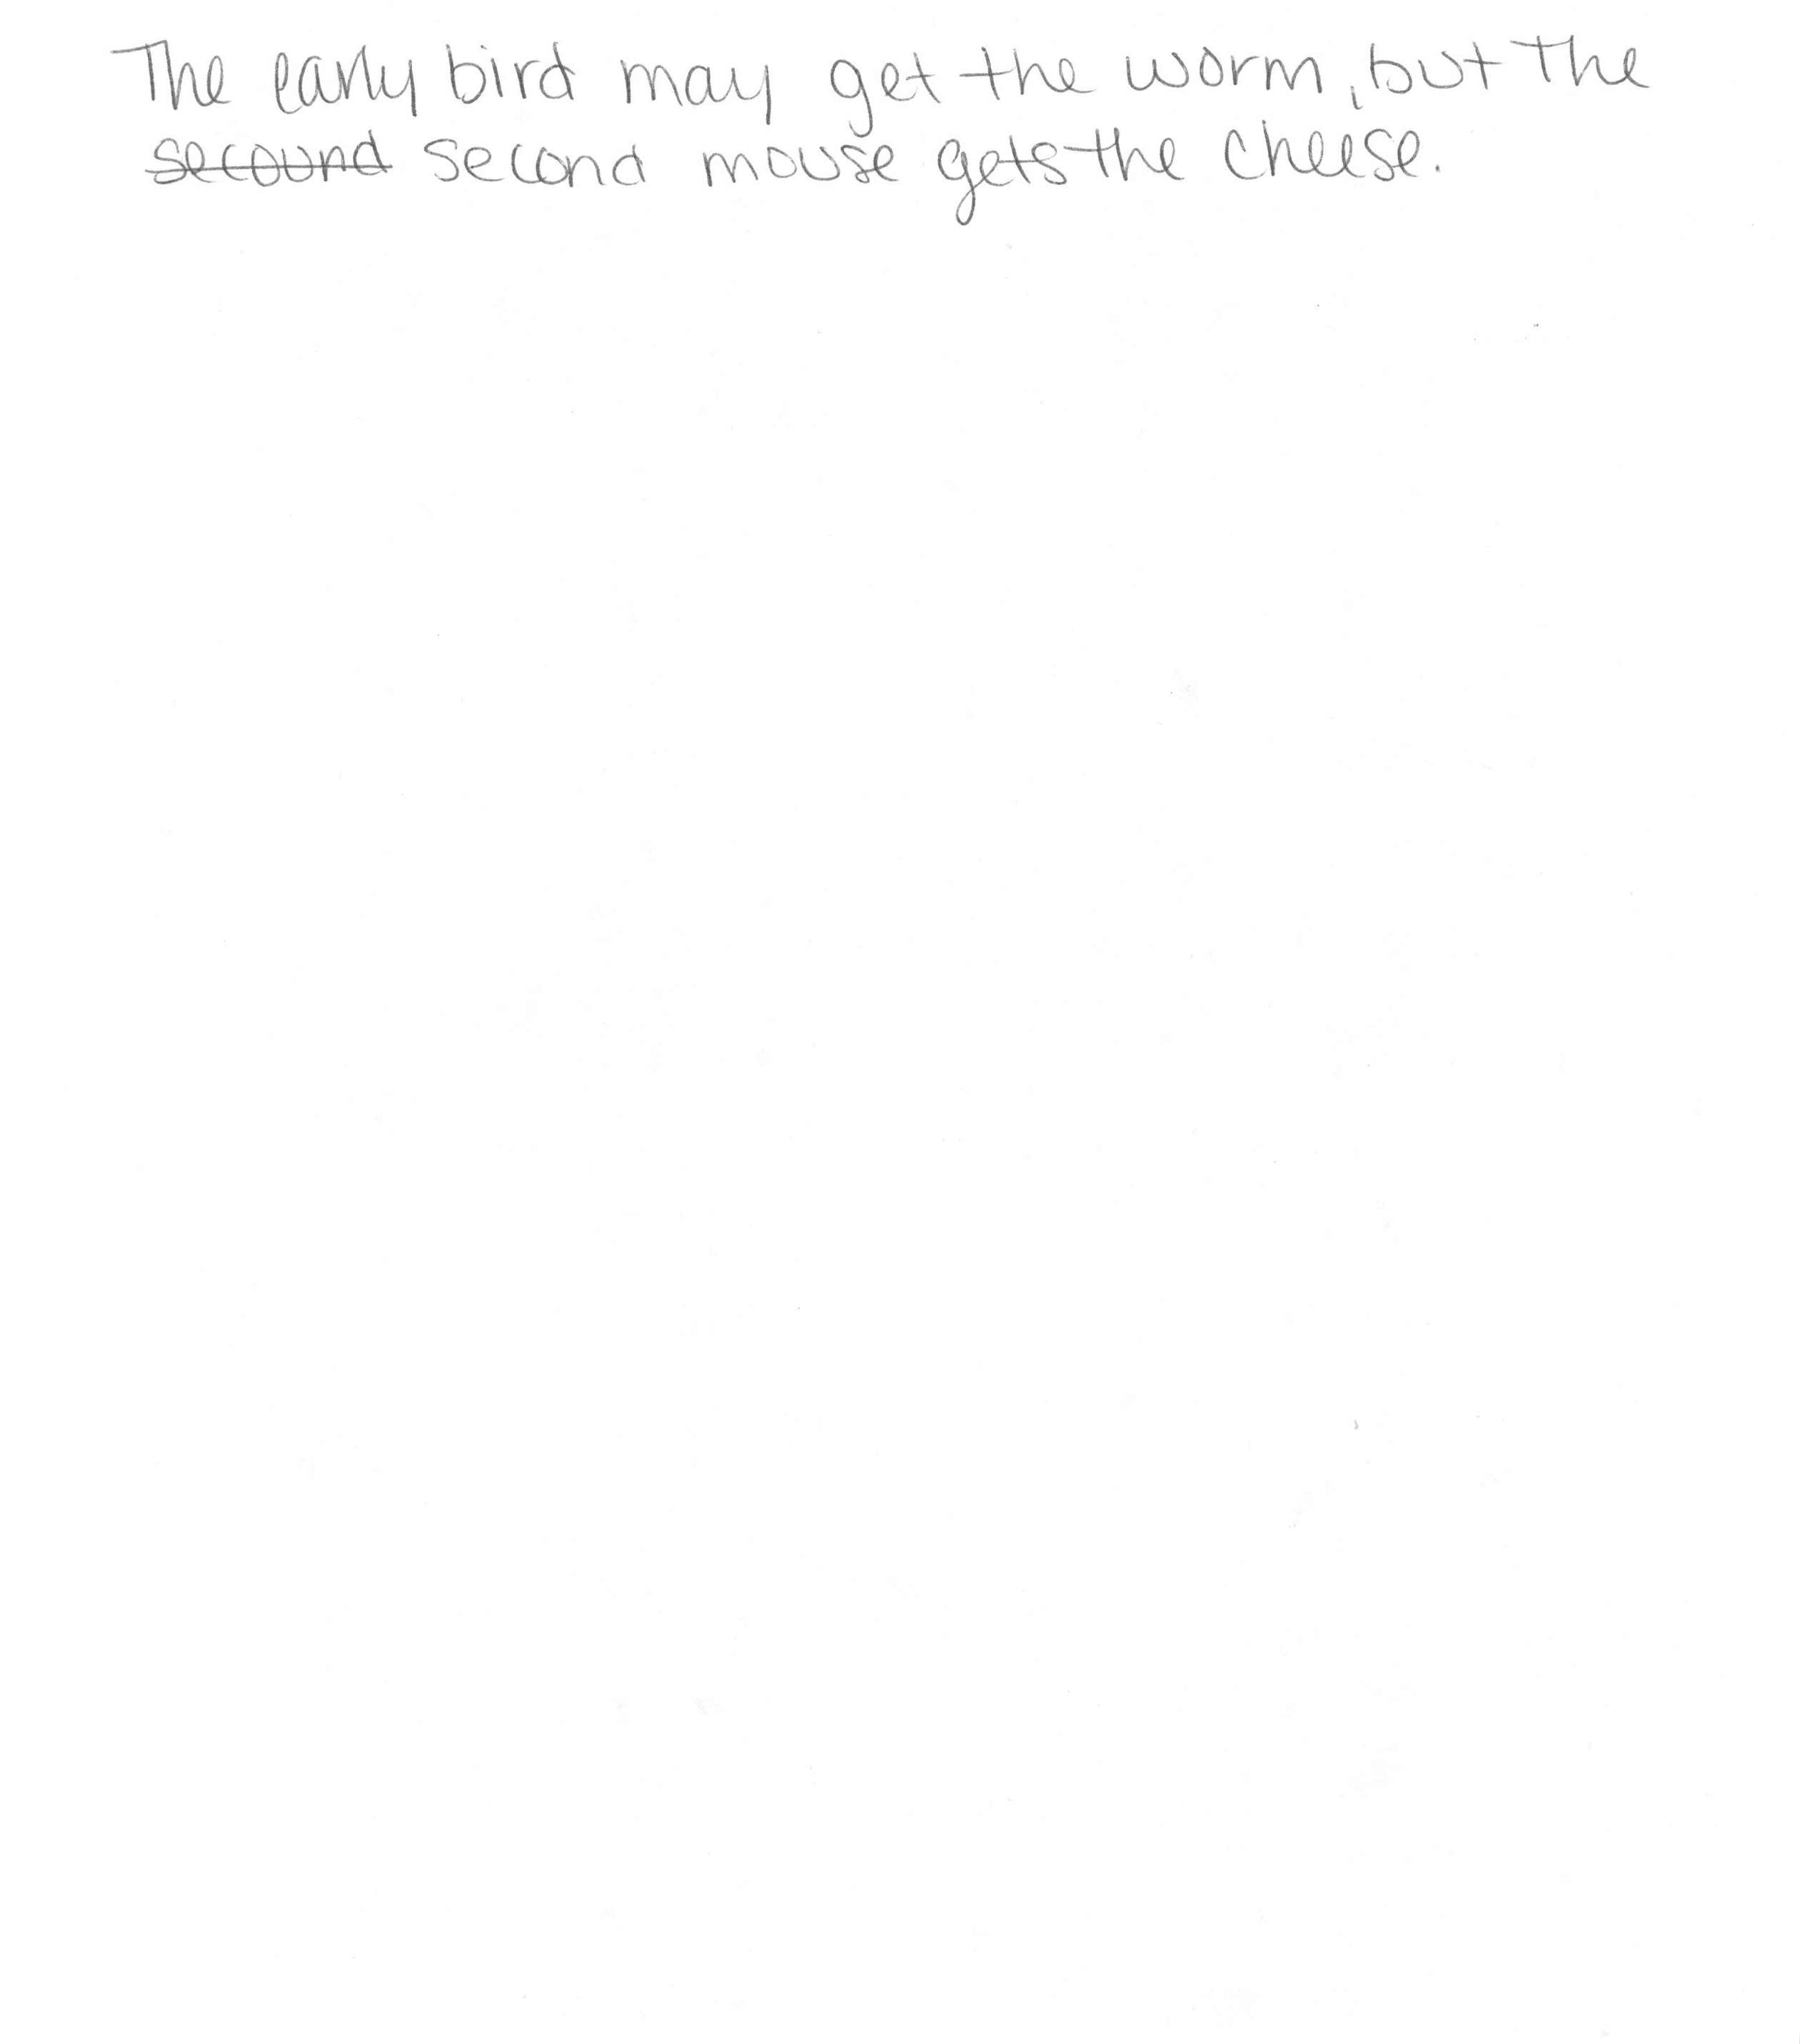 The early bird may get the worm, but the
secound second mouse gets the cheese.